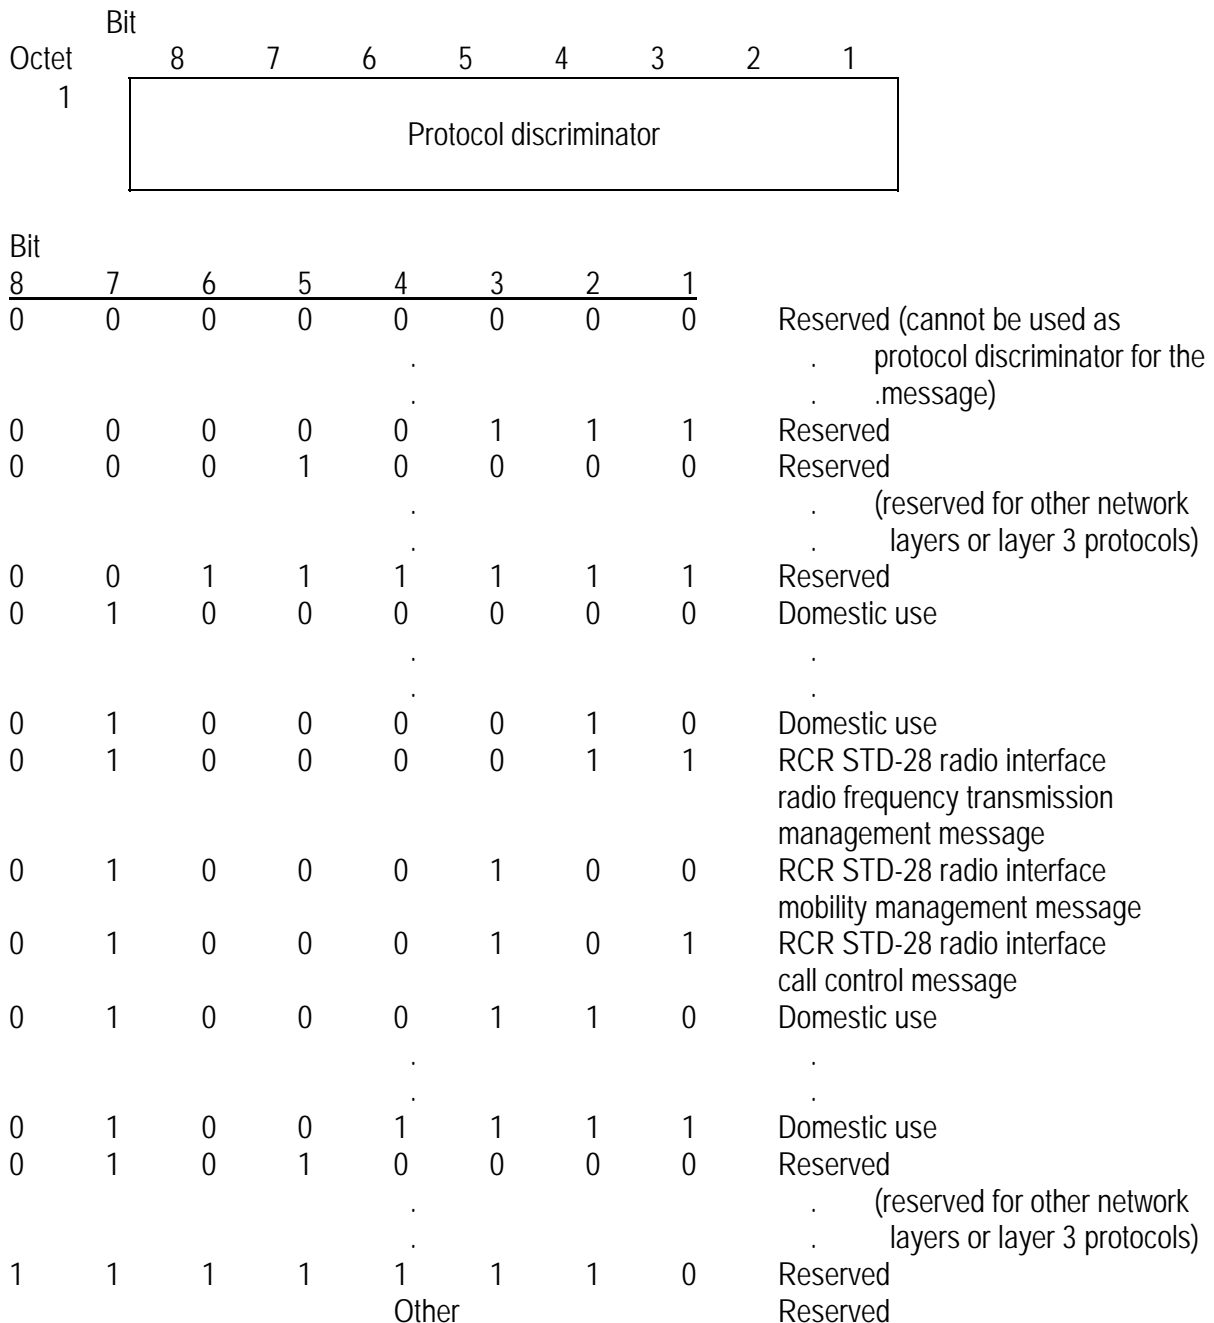 Bit
Octet 8 7 6 5 4 3 2 1
1
Protocol discriminator
Bit
8 7 6 5 4 3 2 1
0 0 0 0 0 0 0 0 Reserved (cannot be used as
. . protocol discriminator for the
. . .message)
0 0 0 0 0 1 1 1 Reserved
0 0 0 1 0 0 0 0 Reserved
. . (reserved for other network
. . layers or layer 3 protocols)
0 0 1 1 1 1 1 1 Reserved
0 1 0 0 0 0 0 0 Domestic use
. .
. .
0 1 0 0 0 0 1 0 Domestic use
0 1 0 0 0 0 1 1 RCR STD-28 radio interface
radio frequency transmission
management message
0 1 0 0 0 1 0 0 RCR STD-28 radio interface
mobility management message
0 1 0 0 0 1 0 1 RCR STD-28 radio interface
call control message
0 1 0 0 0 1 1 0 Domestic use
. .
. .
0 1 0 0 1 1 1 1 Domestic use
0 1 0 1 0 0 0 0 Reserved
. . (reserved for other network
. . layers or layer 3 protocols)
1 1 1 1 1 1 1 0 Reserved
Other Reserved